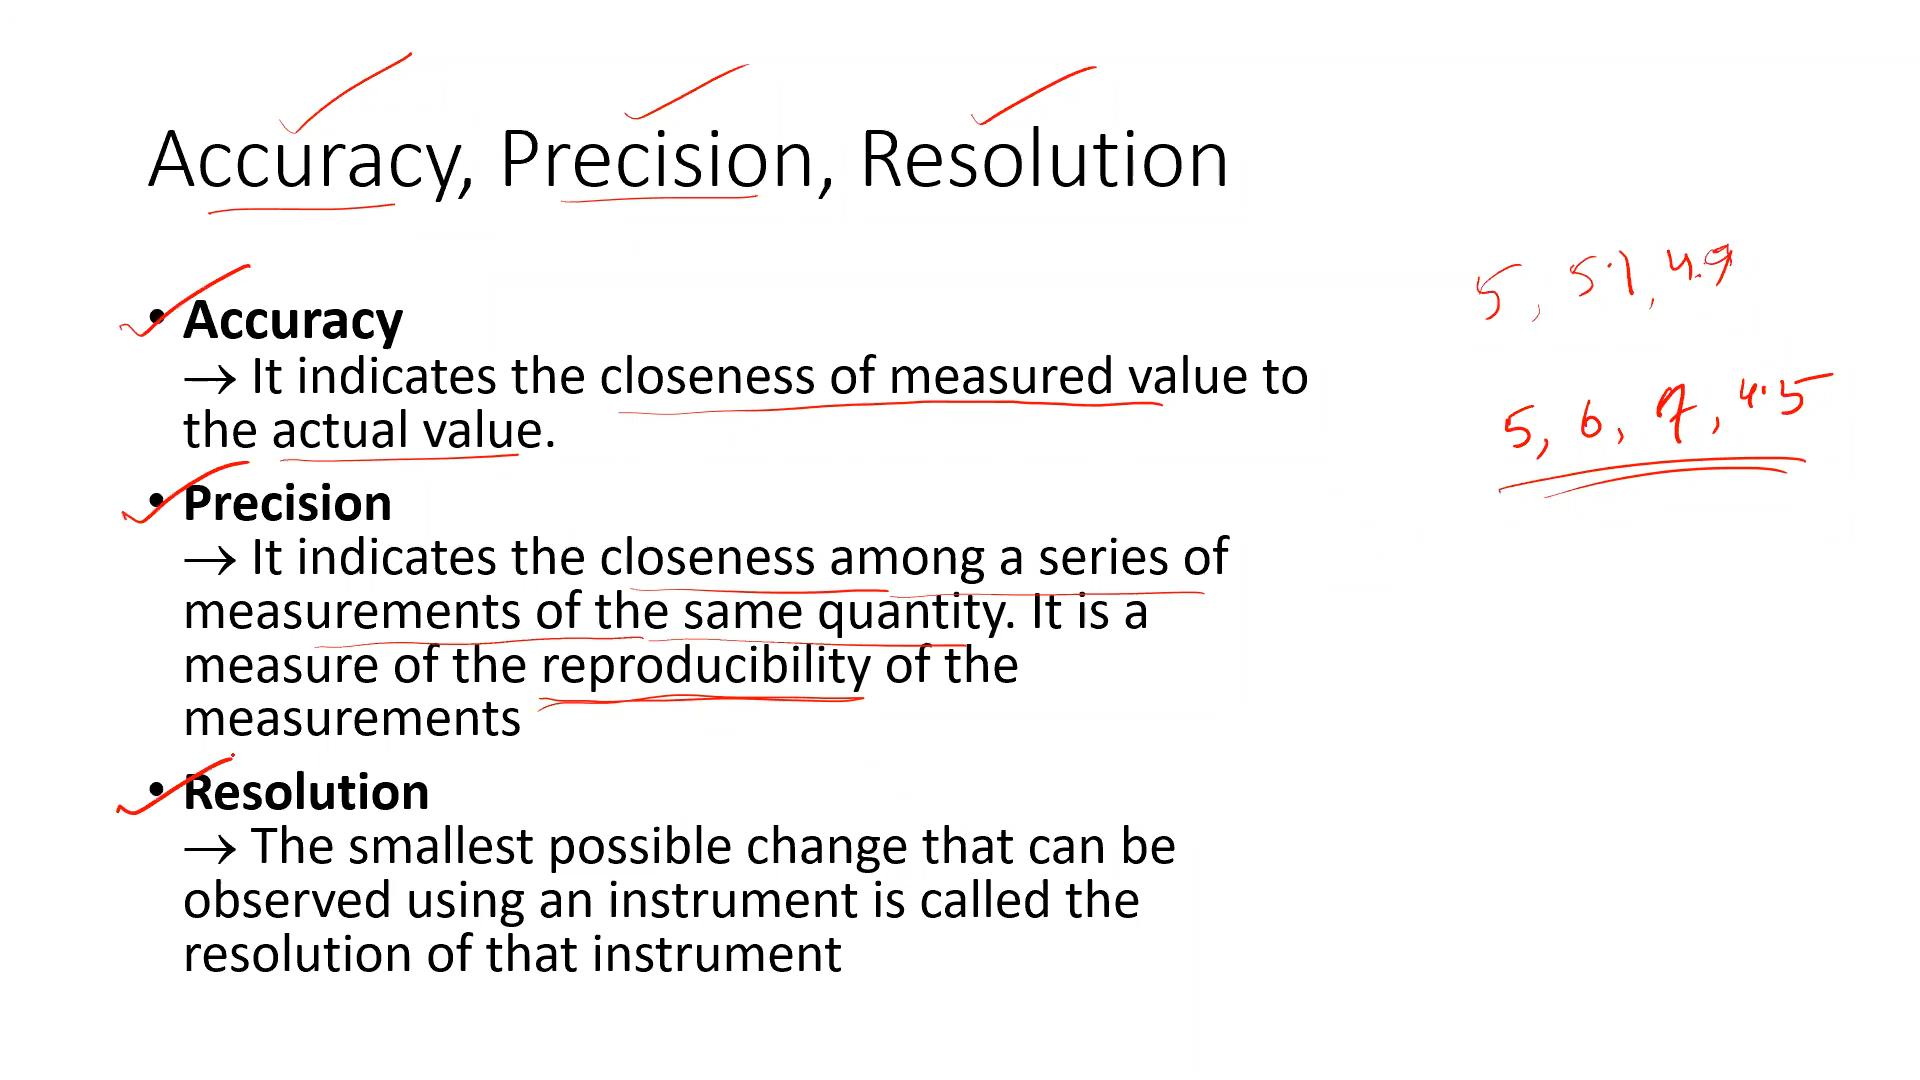 Accuracy, Precision, Resolution
5, 5.1, 4.9
• Accuracy
→ It indicates the closeness of measured value to
the actual value.
5, 6, 7, 4.5
• Precision
→ It indicates the closeness among a series of
measurements of the same quantity. It is a
measure of the reproducibility of the
measurements
• Resolution
→ The smallest possible change that can be
observed using an instrument is called the
resolution of that instrument